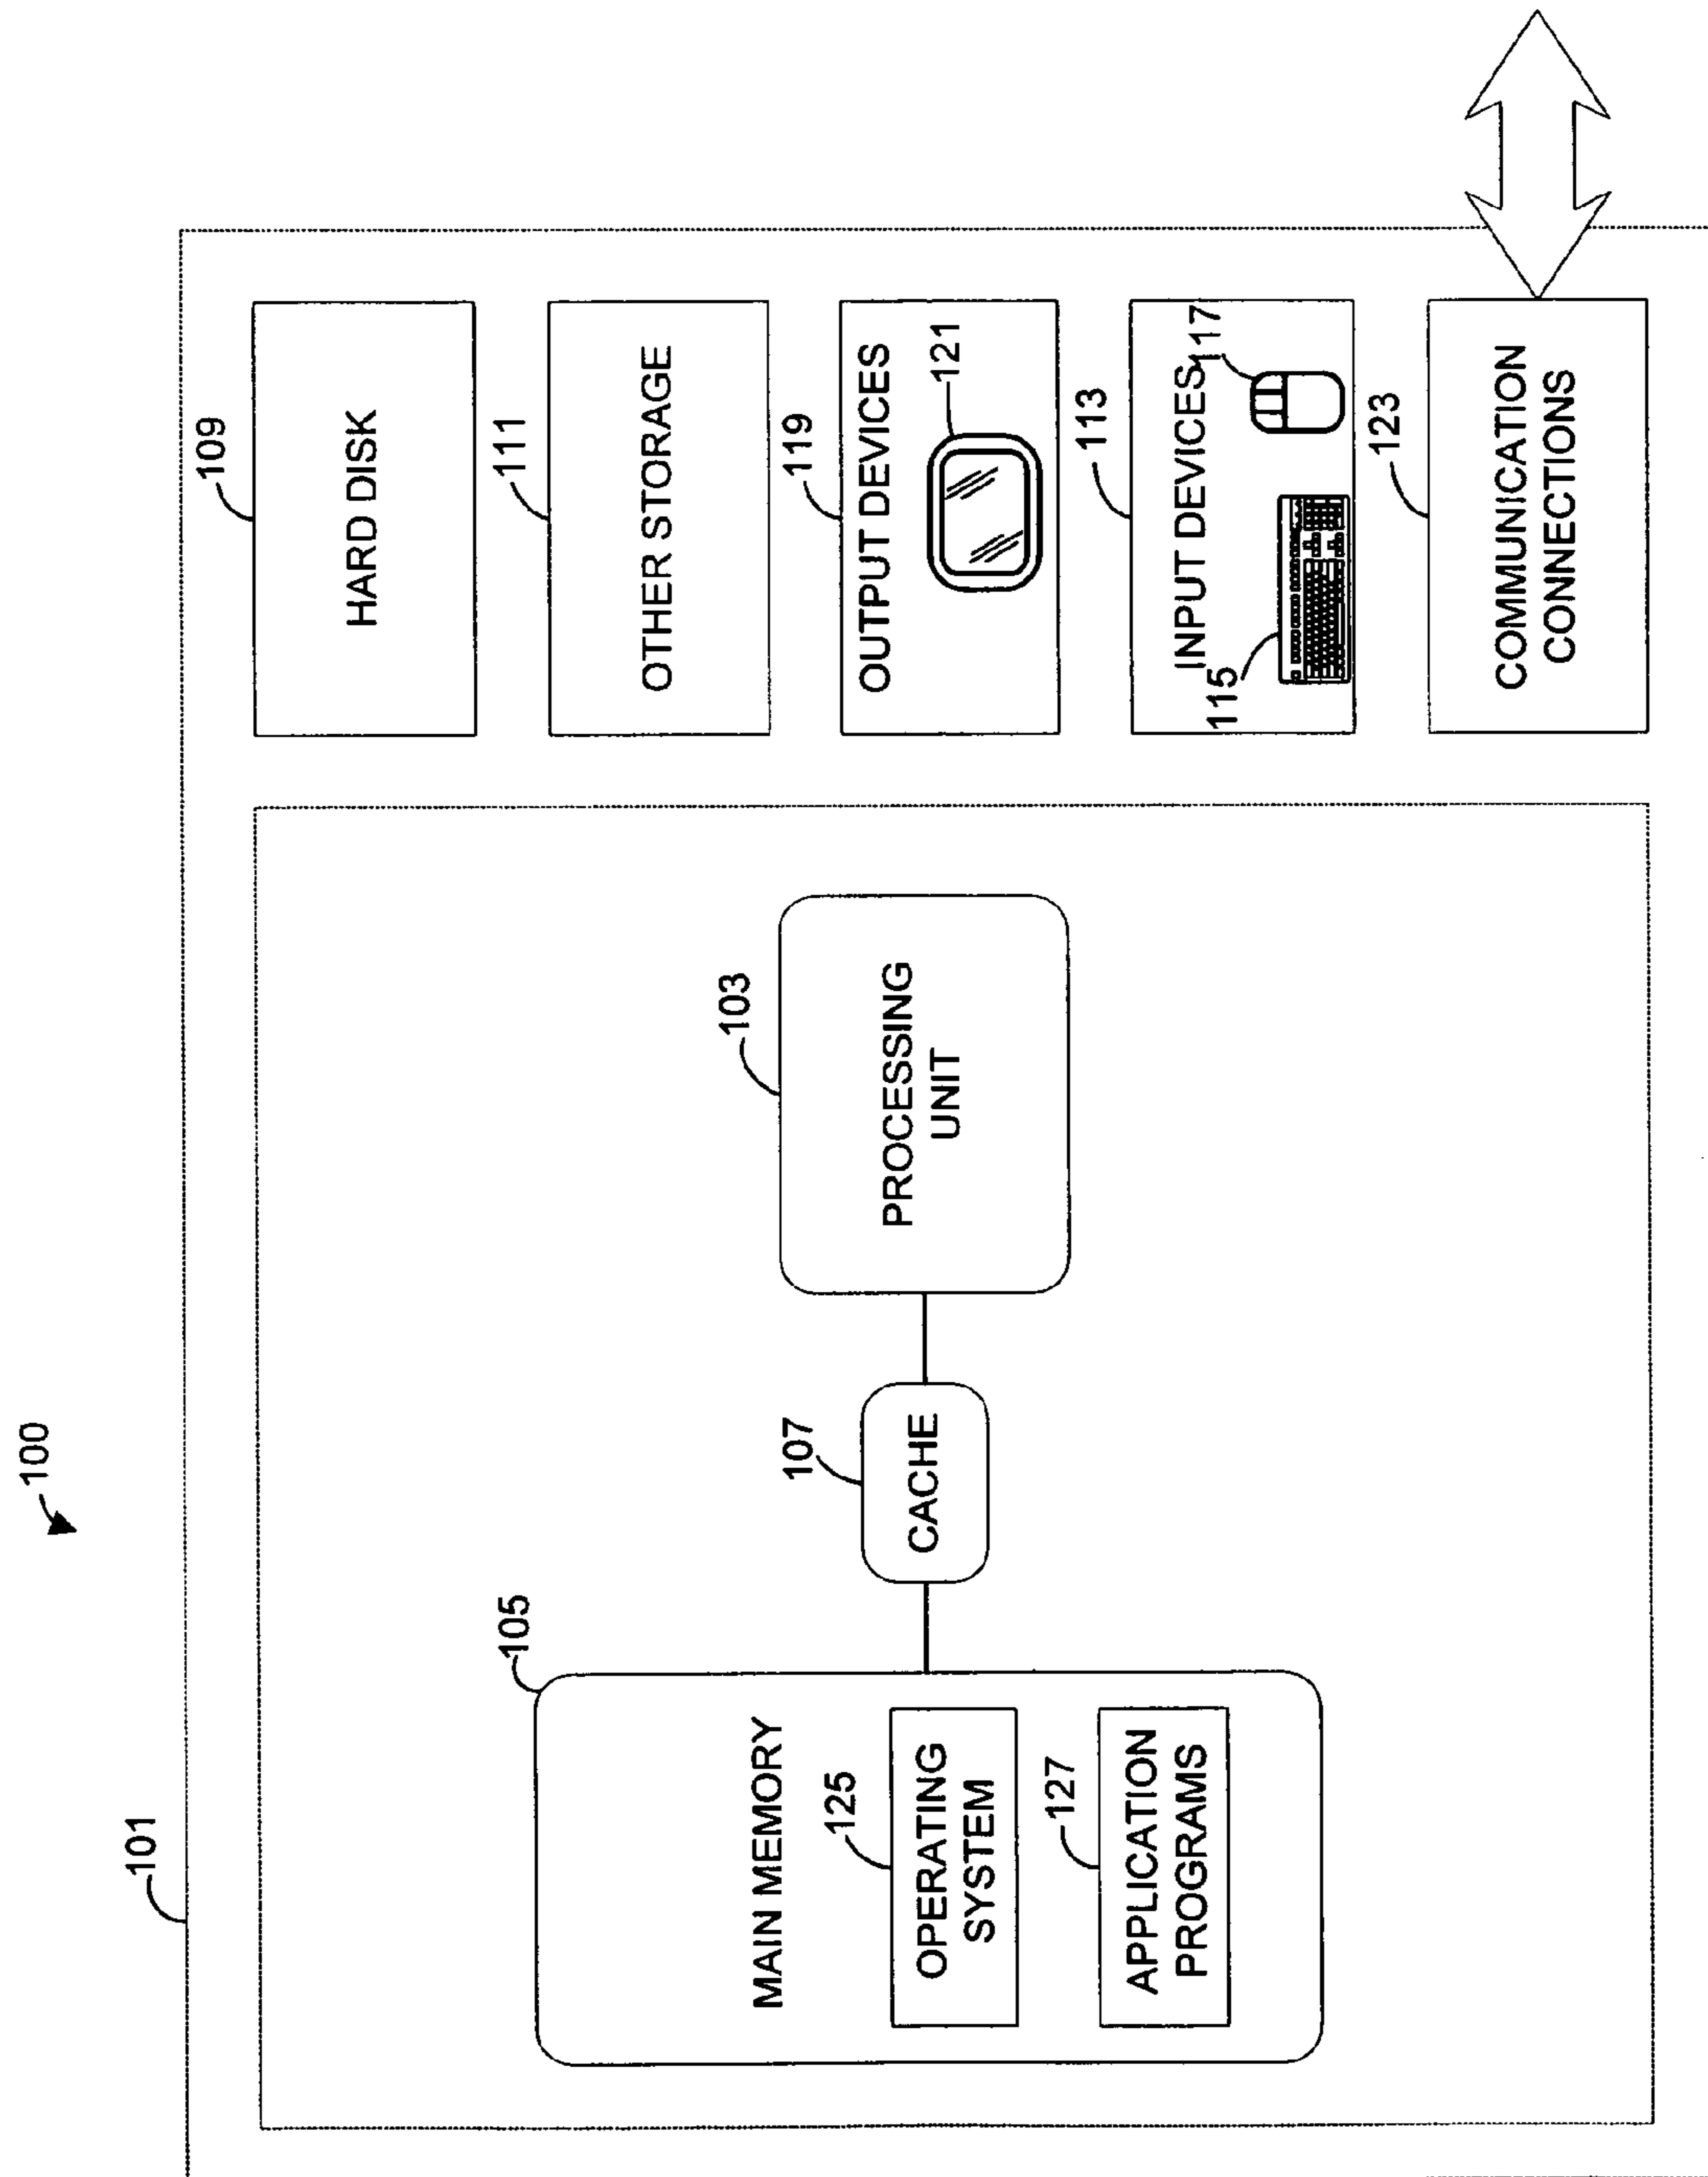 100
101
105
MAIN MEMORY
125
OPERATING
SYSTEM
127
APPLICATION
PROGRAMS
107
CACHE
103
PROCESSING
UNIT
109
HARD DISK
111
OTHER STORAGE
119
OUTPUT DEVICES
121
113
INPUT DEVICES
115
117
123
COMMUNICATION
CONNECTIONS